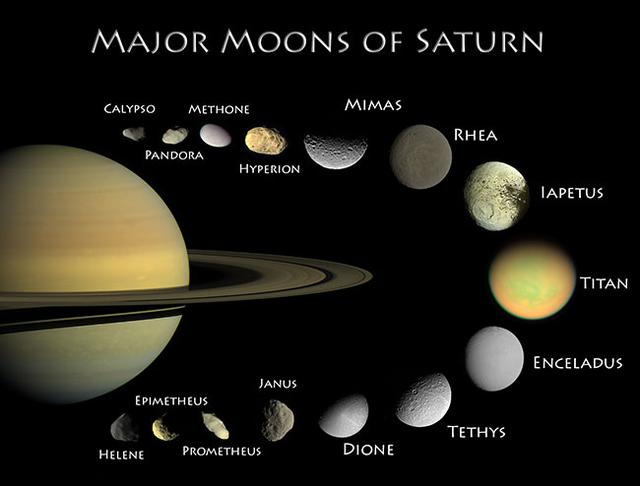 Major Moons of Saturn
Calypso
Pandora
Methone
Hyperion
Mimas
Rhea
Iapetus
Titan
Enceladus
Tethys
Dione
Janus
Prometheus
Epimetheus
Helene